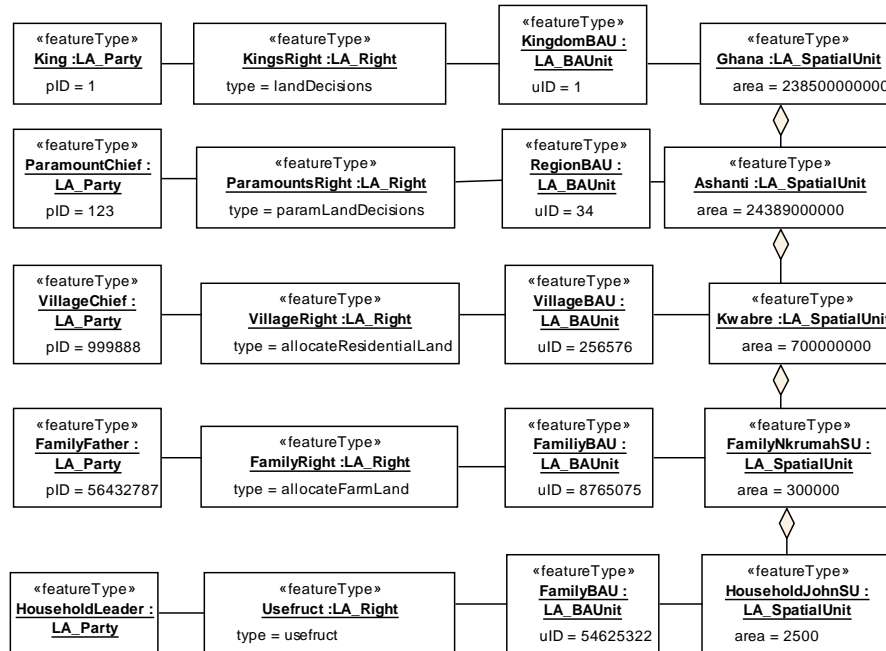 «featureType»
King :LA_Party
pID = 1
«featureType»
KingsRight :LA_Right
type = landDecisions
«featureType»
KingdomBAU :
LA_BAUnit
uID = 1
«featureType»
Ghana :LA_SpatialUnit
area = 238500000000
«featureType»
ParamountChief :
LA_Party
pID = 123
«featureType»
ParamountsRight :LA_Right
type = paramLandDecisions
«featureType»
RegionBAU :
LA_BAUnit
uID = 34
«featureType»
Ashanti :LA_SpatialUnit
area = 24389000000
«featureType»
VillageChief :
LA_Party
pID = 999888
«featureType»
VillageRight :LA_Right
type = allocateResidentialLand
«featureType»
VillageBAU :
LA_BAUnit
uID = 256576
«featureType»
Kwabre :LA_SpatialUnit
area = 700000000
«featureType»
FamilyFather :
LA_Party
pID = 56432787
«featureType»
FamilyRight :LA_Right
type = allocateFarmLand
«featureType»
FamiliyBAU :
LA_BAUnit
uID = 8765075
«featureType»
FamilyNkrumahSU :
LA_SpatialUnit
area = 300000
«featureType»
HouseholdLeader :
LA_Party
«featureType»
Usefruct :LA_Right
type = usefruct
«featureType»
FamilyBAU :
LA_BAUnit
uID = 54625322
«featureType»
HouseholdJohnSU :
LA_SpatialUnit
area = 2500